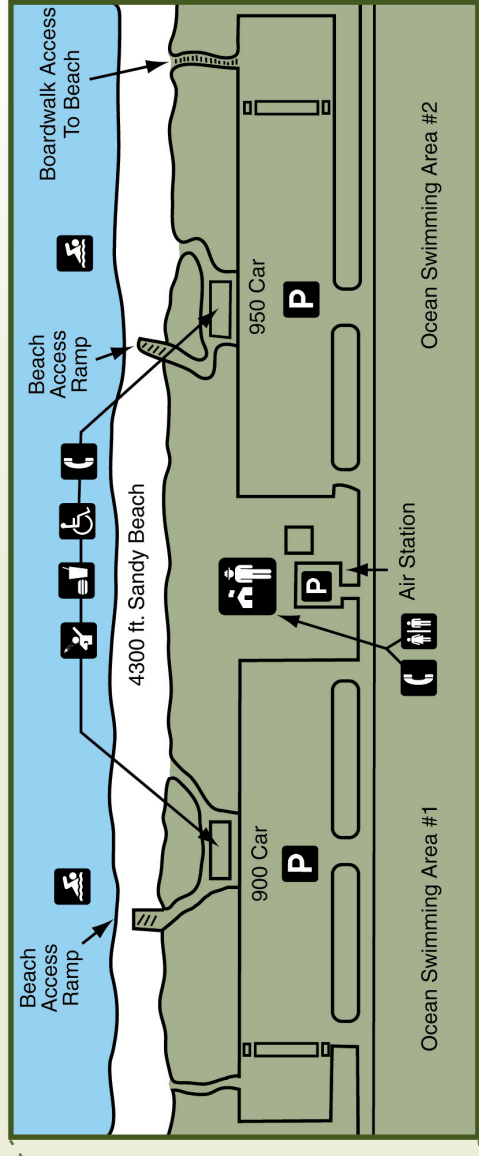 Beach
Access
Ramp
Beach
Access
Ramp
Boardwalk Access
To Beach
4300 ft. Sandy Beach
900 Car
P
950 Car
P
P
Air Station
Ocean Swimming Area #1
Ocean Swimming Area #2